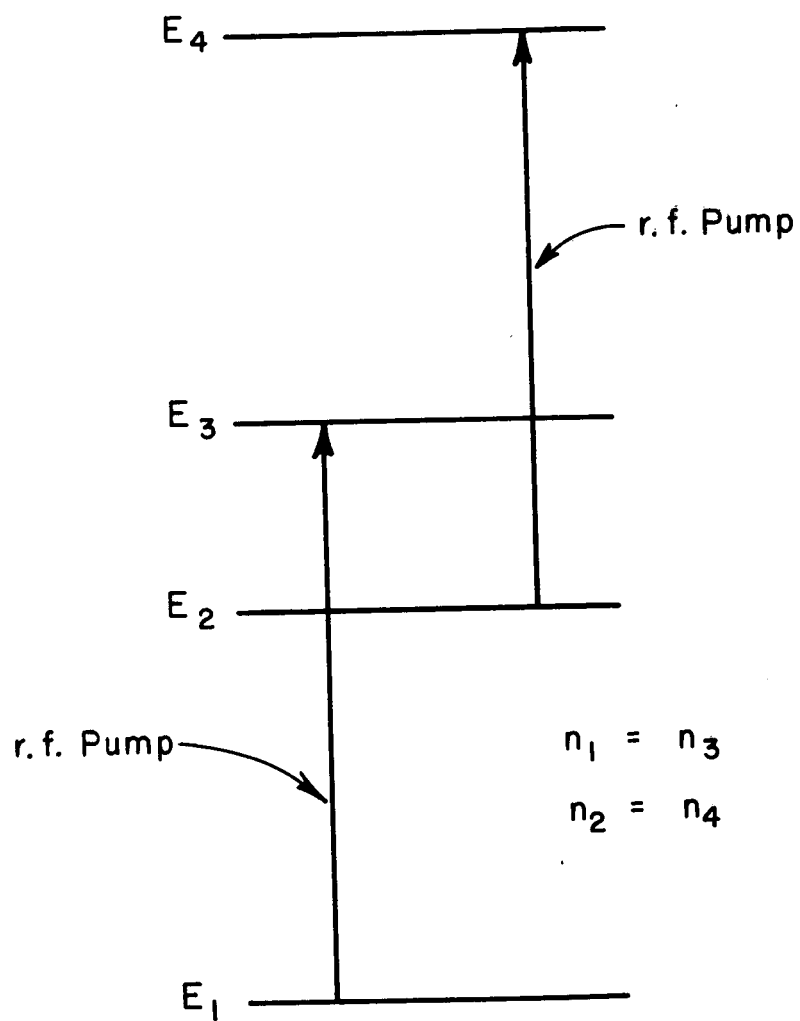 E4
r.f. Pump
E3
E2
r.f. Pump
n1 = n3
n2 = n4
E1